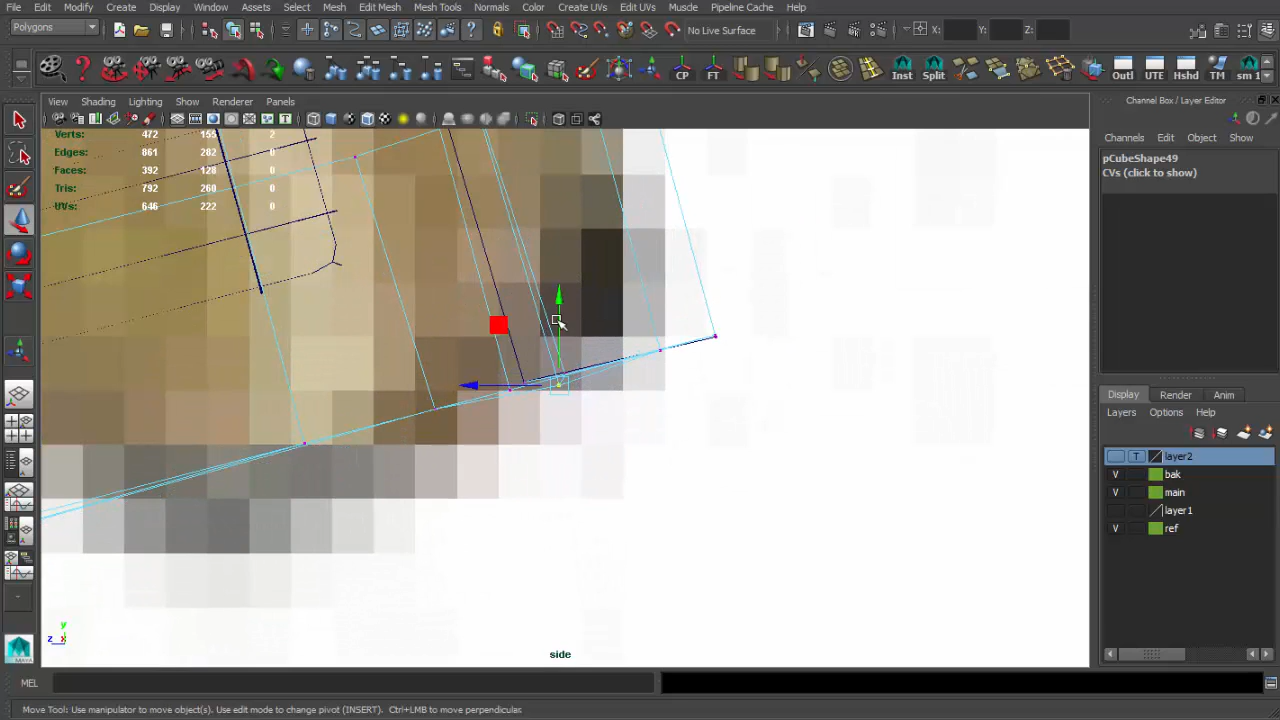 File Edit Modify Create Display Window Assets Select Mesh Edit Mesh Mesh Tools Normals Color Create UVs Edit UVs Muscle Pipeline Cache Help
Polygons No Live Surface X: Y: Z:
CP FT Inst Split Outl UTE Hshd TM sm 1
View Shading Lighting Show Renderer Panels
Channel Box / Layer Editor
Channels Edit Object Show
Verts: 472 155 2
Edges: 861 282 0
Faces: 392 128 0
Tris: 792 260 0
UVs: 646 222 0
pCubeShape49
CVs (click to show)
Display Render Anim
Layers Options Help
T layer2
V bak
V main
layer1
V ref
y
z x
side
MAYA
MEL
Move Tool: Use manipulator to move object(s). Use edit mode to change pivot (INSERT). Ctrl+LMB to move perpendicular.